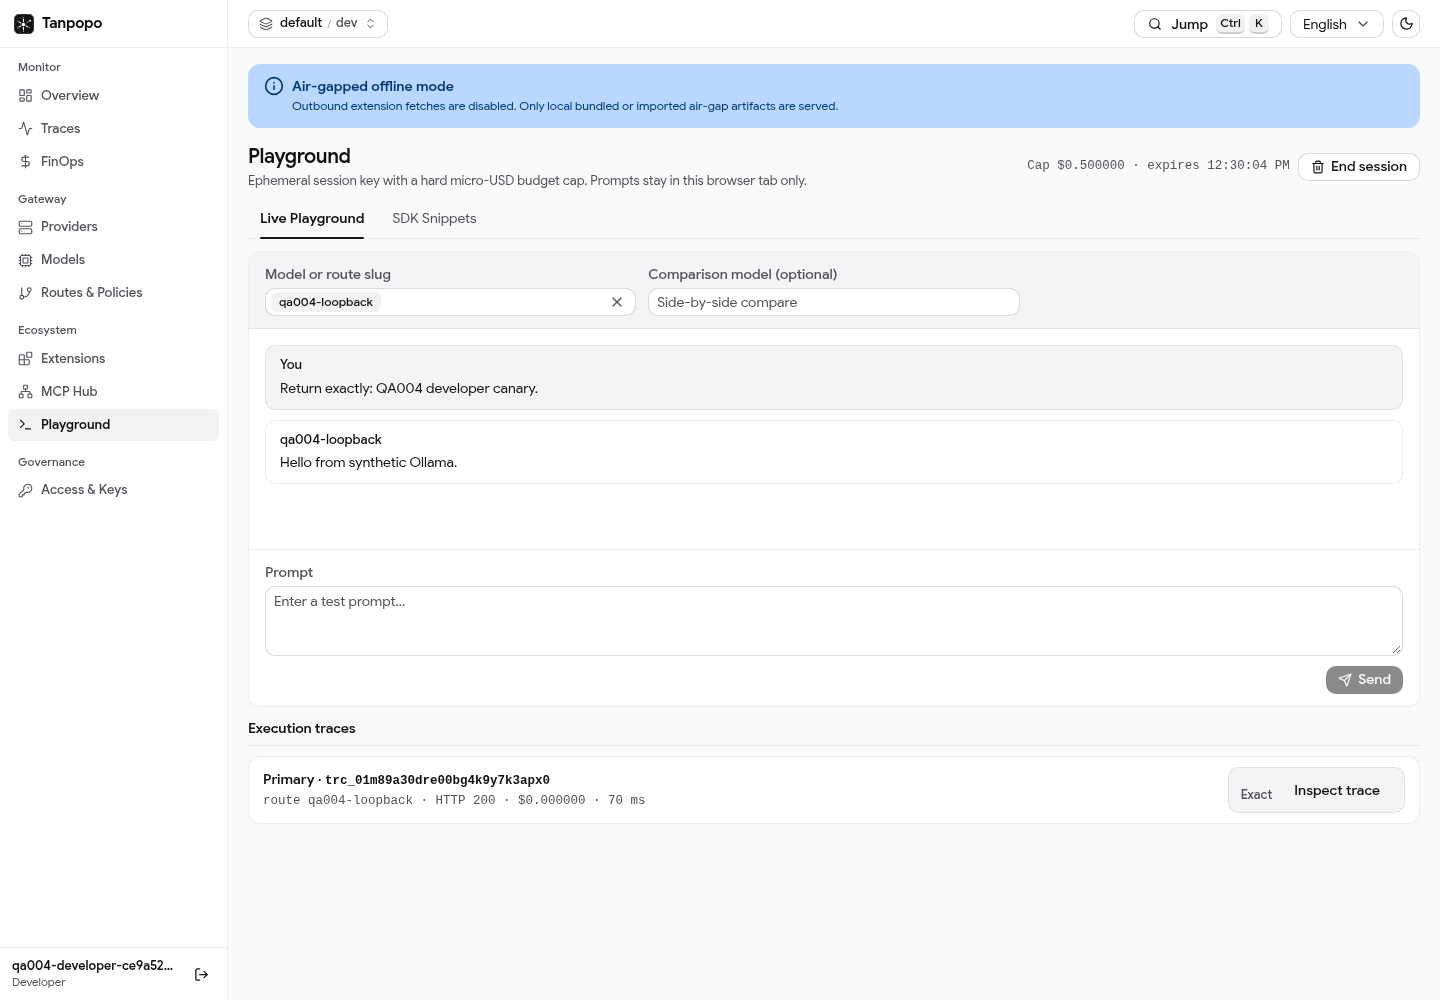 Tanpopo
default / dev
Jump Ctrl K
English
Monitor
Overview
Traces
FinOps
Gateway
Providers
Models
Routes & Policies
Ecosystem
Extensions
MCP Hub
Playground
Governance
Access & Keys
qa004-developer-ce9a52...
Developer
Air-gapped offline mode
Outbound extension fetches are disabled. Only local bundled or imported air-gap artifacts are served.
Playground
Ephemeral session key with a hard micro-USD budget cap. Prompts stay in this browser tab only.
Cap $0.500000 · expires 12:30:04 PM
End session
Live Playground
SDK Snippets
Model or route slug
qa004-loopback
Comparison model (optional)
Side-by-side compare
You
Return exactly: QA004 developer canary.
qa004-loopback
Hello from synthetic Ollama.
Prompt
Enter a test prompt...
Send
Execution traces
Primary · trc_01m89a30dre00bg4k9y7k3apx0
route qa004-loopback · HTTP 200 · $0.000000 · 70 ms
Exact
Inspect trace